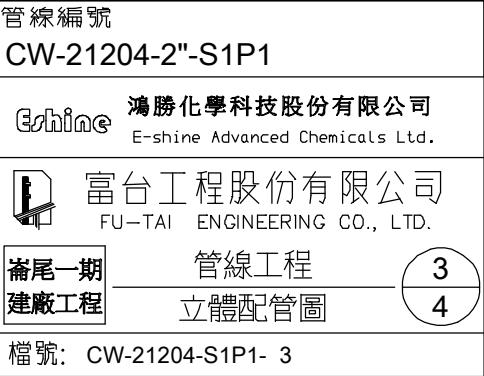 管線編號
CW-21204-2"-S1P1
Eshine 鴻勝化學科技股份有限公司
E-shine Advanced Chemicals Ltd.
富台工程股份有限公司
FU-TAI ENGINEERING CO., LTD.
崙尾一期
建廠工程
管線工程
立體配管圖
3
4
檔號: CW-21204-S1P1- 3